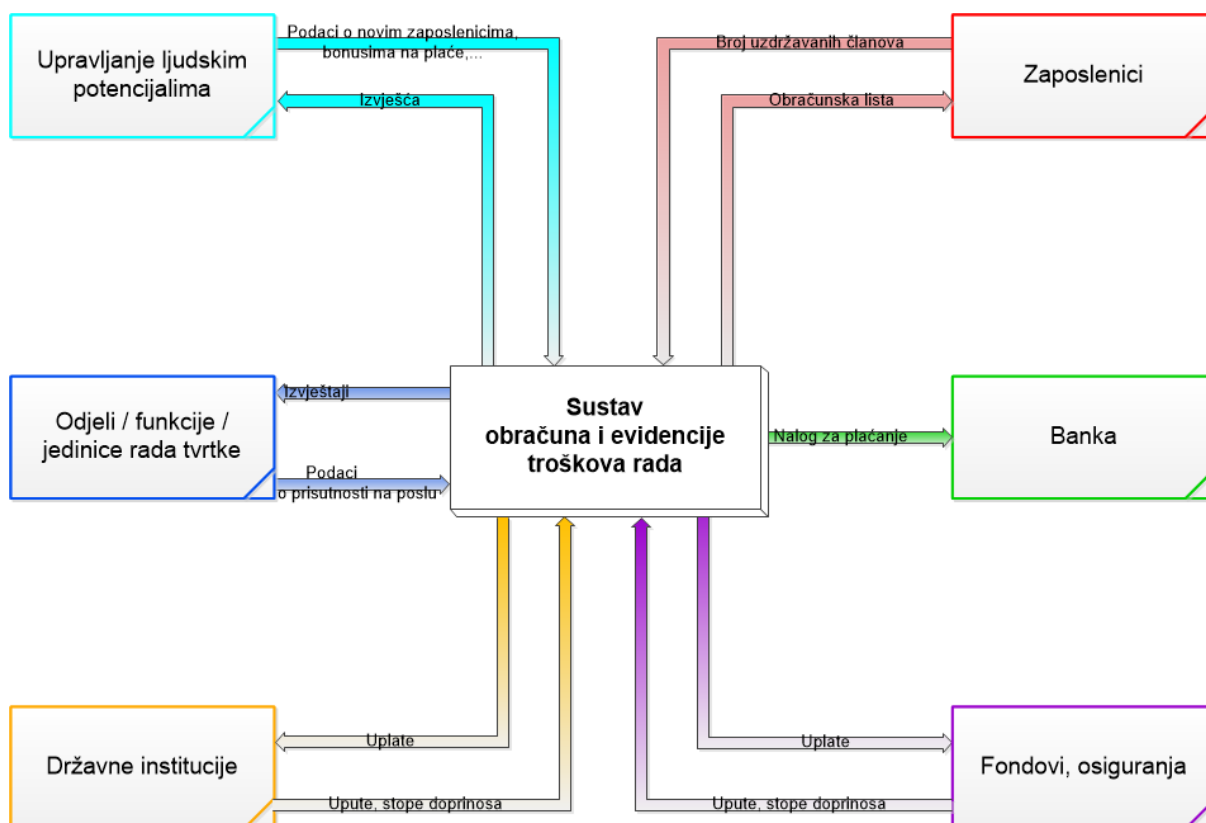 Upravljanje ljudskim
potencijalima
Podaci o novim zaposlenicima,
bonusima na plaće,...
Izvješća
Broj uzdržavanih članova
Obračunska lista
Zaposlenici
Odjeli / funkcije /
jedinice rada tvrtke
Izvještaji
Podaci
o prisutnosti na poslu
Sustav
obračuna i evidencije
troškova rada
Nalog za plaćanje
Banka
Državne institucije
Uplate
Upute, stope doprinosa
Uplate
Upute, stope doprinosa
Fondovi, osiguranja